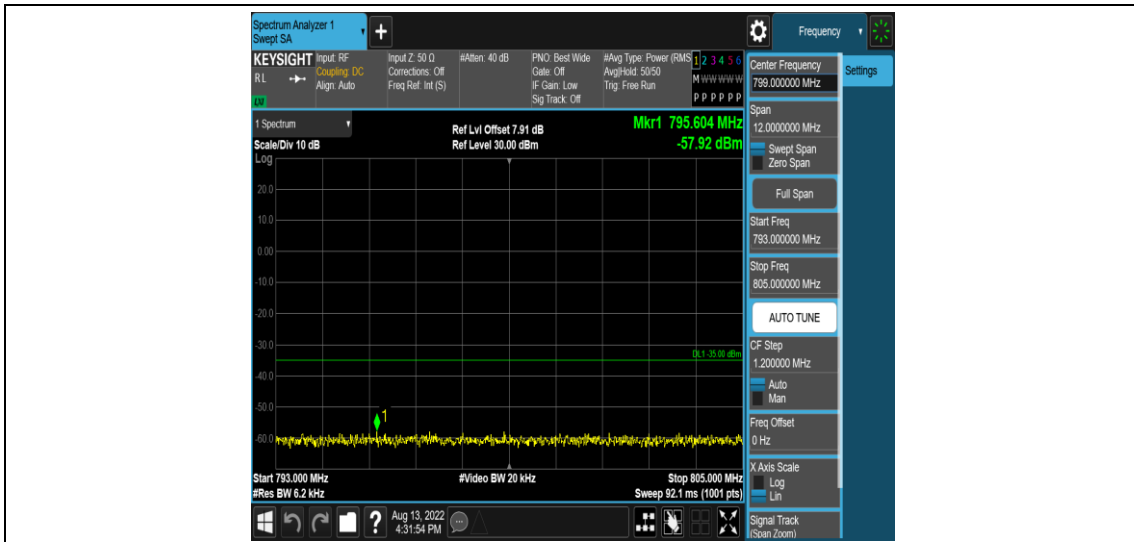 Spectrum Analyzer 1
Swept SA
+
Frequency
KEYSIGHT
RL
LXI
Input: RF
Coupling: DC
Align: Auto
Input Z: 50 Ω
Corrections: Off
Freq Ref: Int (S)
#Atten: 40 dB
PNO: Best Wide
Gate: Off
IF Gain: Low
Sig Track: Off
#Avg Type: Power (RMS
Avg|Hold: 50/50
Trig: Free Run
1 2 3 4 5 6
M W W W W W
P P P P P P
1 Spectrum
Scale/Div 10 dB
Ref Lvl Offset 7.91 dB
Ref Level 30.00 dBm
Mkr1 795.604 MHz
-57.92 dBm
Log
20.0
10.0
0.00
-10.0
-20.0
-30.0
DL1 -35.00 dBm
-40.0
-50.0
1
-60.0
Start 793.000 MHz
#Video BW 20 kHz
Stop 805.000 MHz
#Res BW 6.2 kHz
Sweep 92.1 ms (1001 pts)
?
Aug 13, 2022
4:31:54 PM
Center Frequency
799.000000 MHz
Settings
Span
12.0000000 MHz
Swept Span
Zero Span
Full Span
Start Freq
793.000000 MHz
Stop Freq
805.000000 MHz
AUTO TUNE
CF Step
1.200000 MHz
Auto
Man
Freq Offset
0 Hz
X Axis Scale
Log
Lin
Signal Track
(Span Zoom)